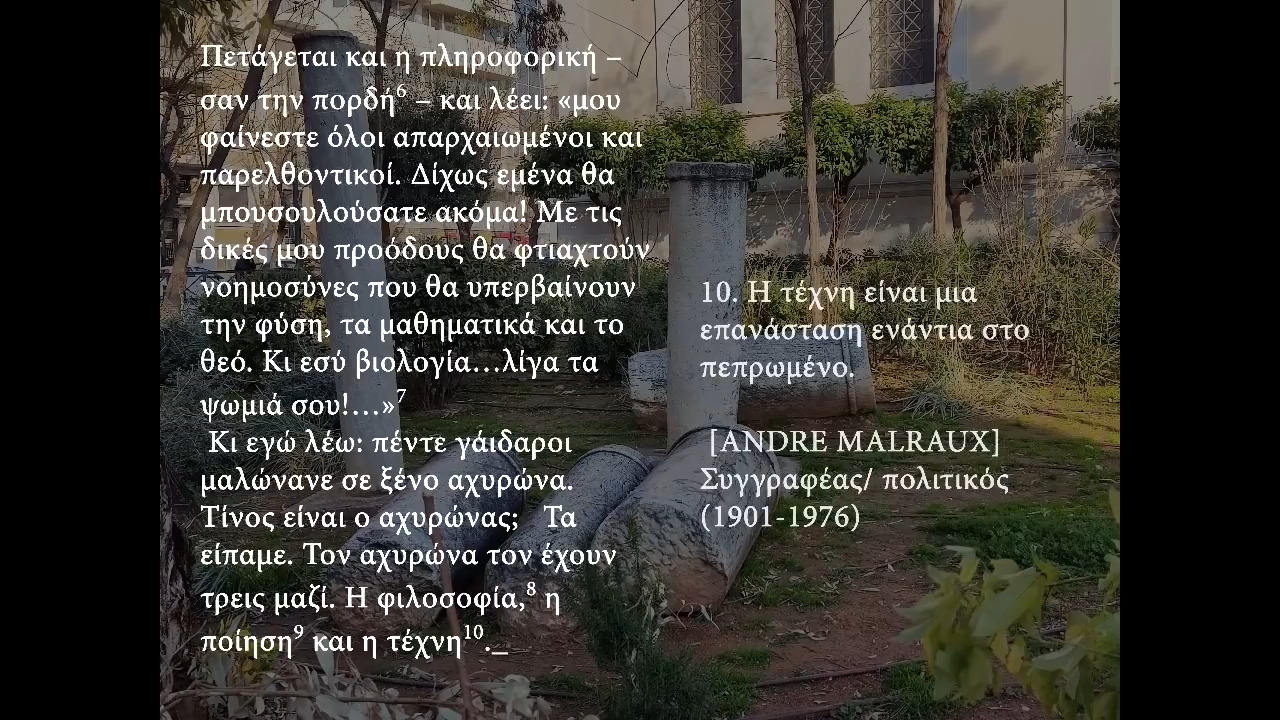 Πετάγεται και η πληροφορική –
σαν την πορδή⁶ – και λέει: «μου
φαίνεστε όλοι απαρχαιωμένοι και
παρελθοντικοί. Δίχως εμένα θα
μπουσουλούσατε ακόμα! Με τις
δικές μου προόδους θα φτιαχτούν
νοημοσύνες που θα υπερβαίνουν
την φύση, τα μαθηματικά και το
θεό. Κι εσύ βιολογία…λίγα τα
ψωμιά σου!…»⁷
Κι εγώ λέω: πέντε γάιδαροι
μαλώνανε σε ξένο αχυρώνα.
Τίνος είναι ο αχυρώνας;   Τα
είπαμε. Τον αχυρώνα τον έχουν
τρεις μαζί. Η φιλοσοφία,⁸ η
ποίηση⁹ και η τέχνη¹⁰._
10. Η τέχνη είναι μια
επανάσταση ενάντια στο
πεπρωμένο.
[ANDRE MALRAUX]
Συγγραφέας/ πολιτικός
(1901-1976)